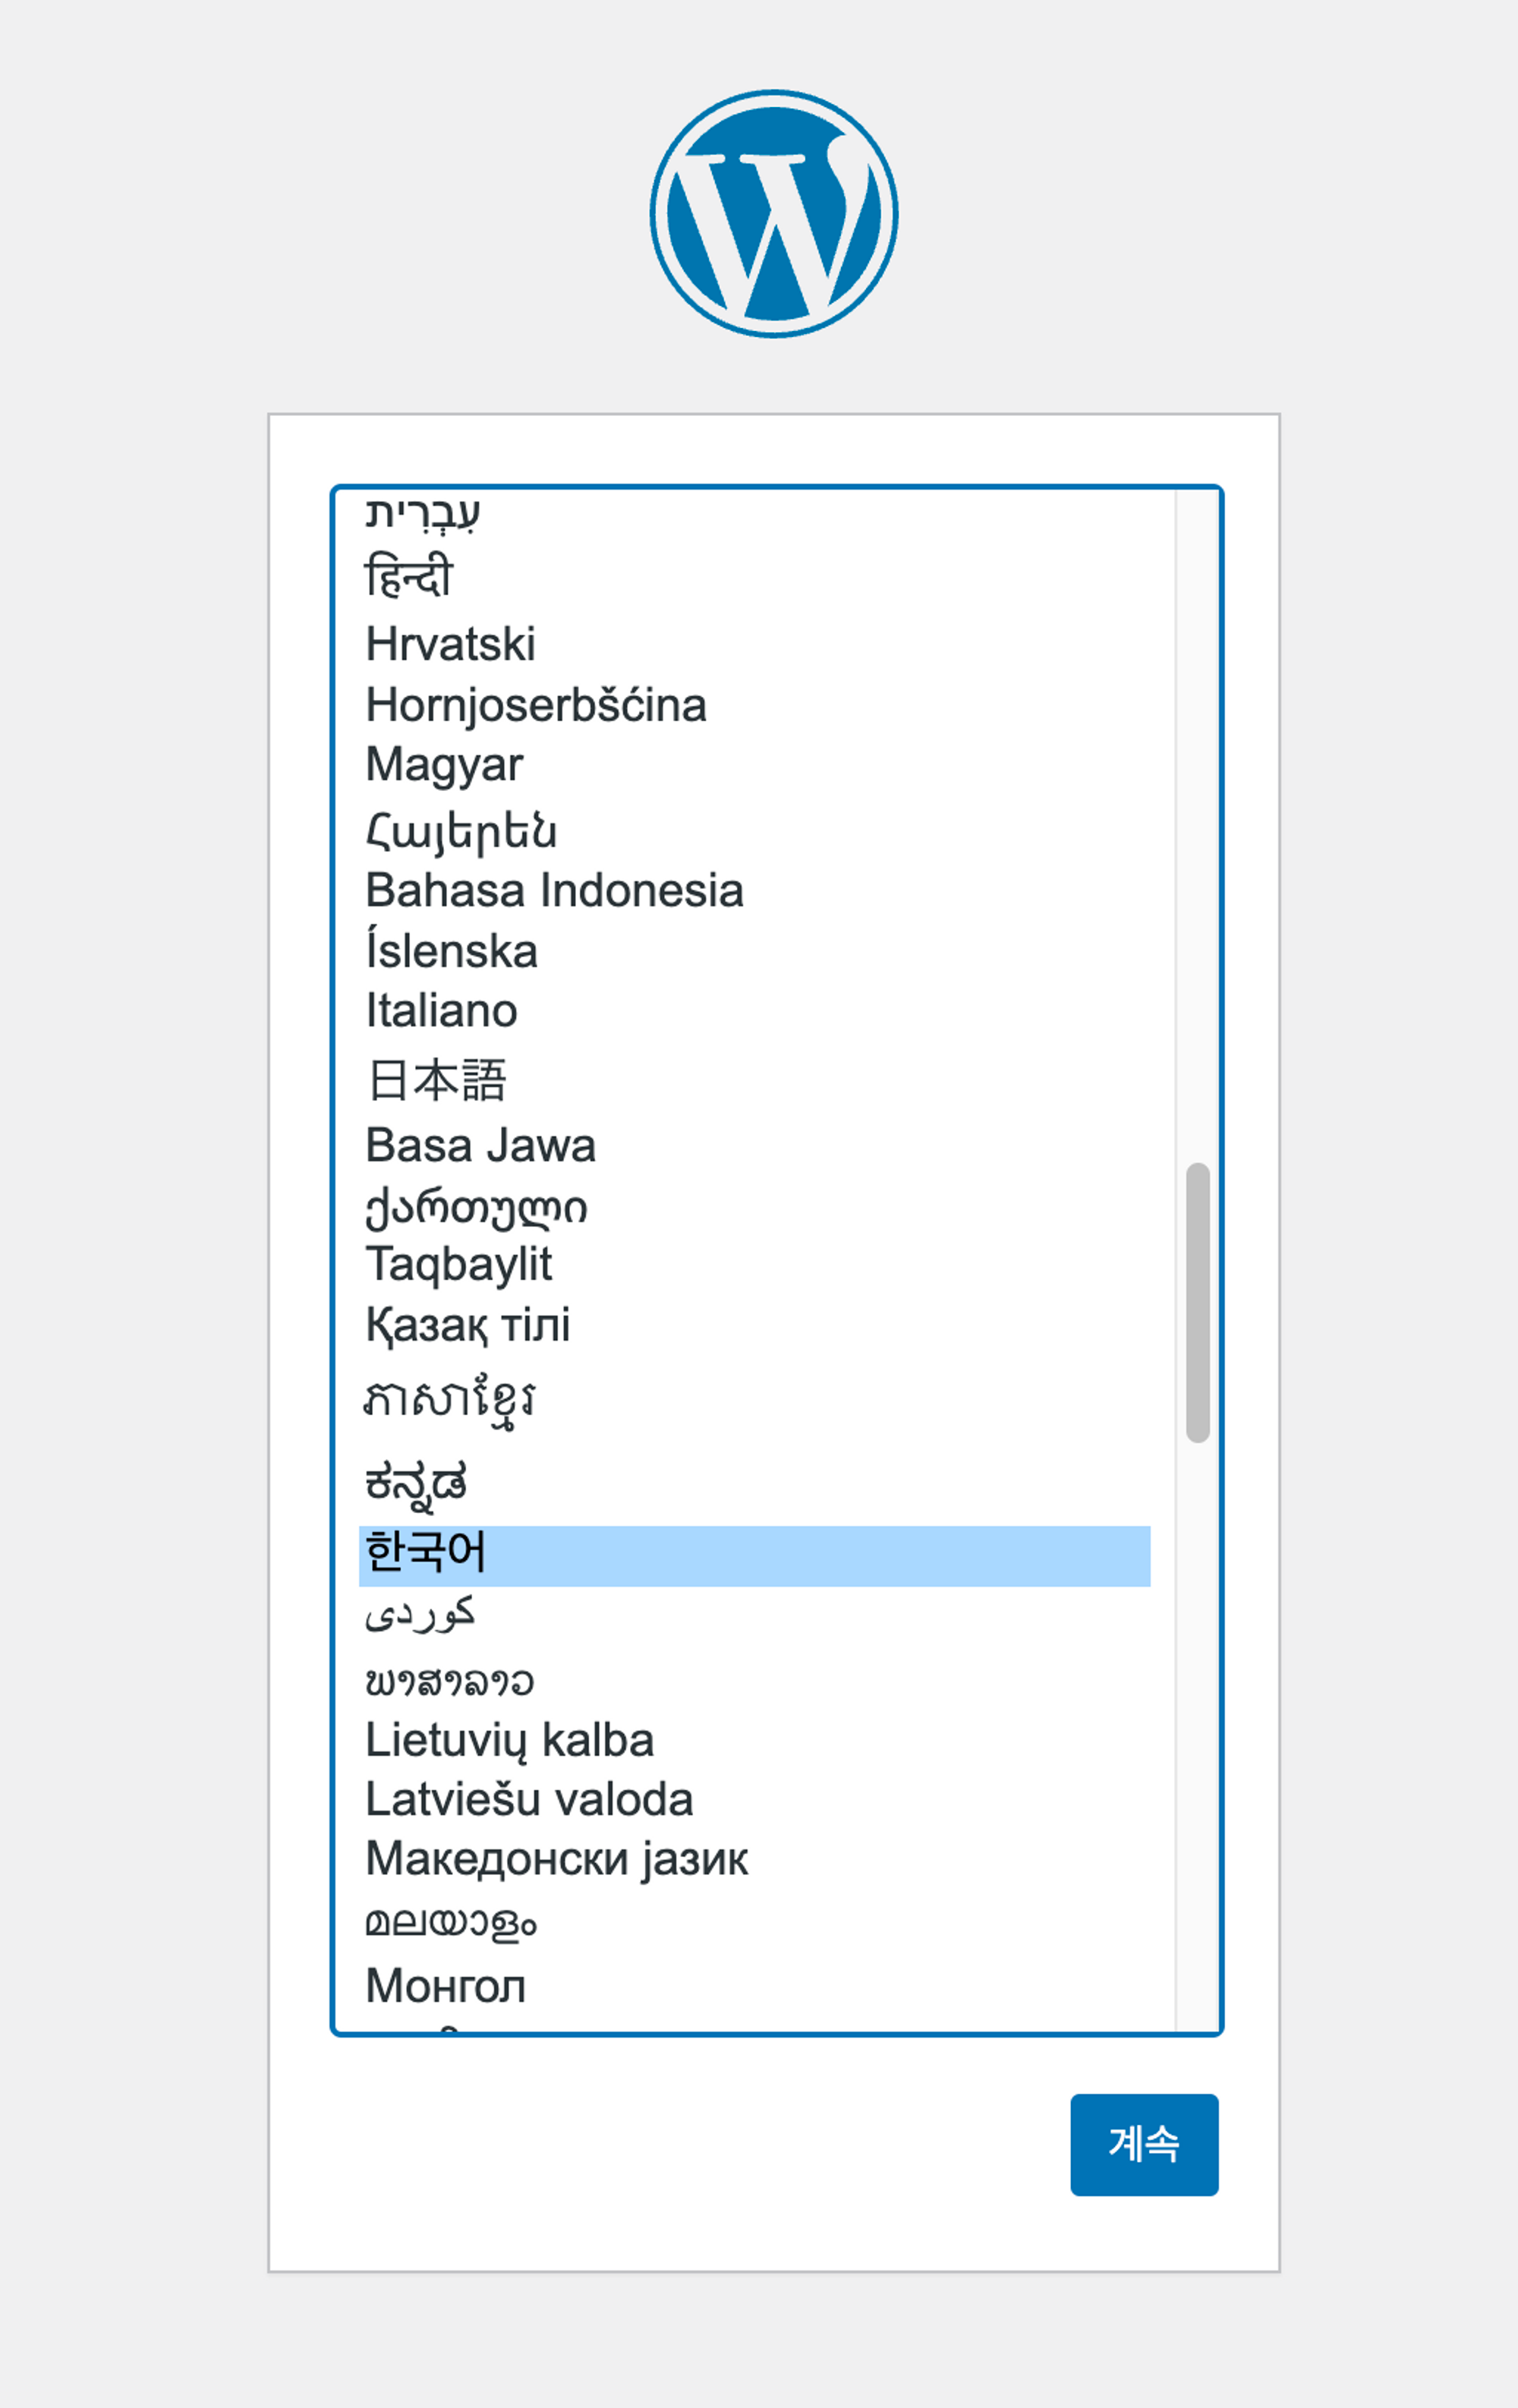 עִבְרִית
हिन्दी
Hrvatski
Hornjoserbšćina
Magyar
Հայերեն
Bahasa Indonesia
Íslenska
Italiano
日本語
Basa Jawa
ქართული
Taqbaylit
Қазақ тілі
ភាសាខ្មែរ
ಕನ್ನಡ
한국어
كوردی
ພາສາລາວ
Lietuvių kalba
Latviešu valoda
Македонски јазик
മലയാളം
Монгол
계속